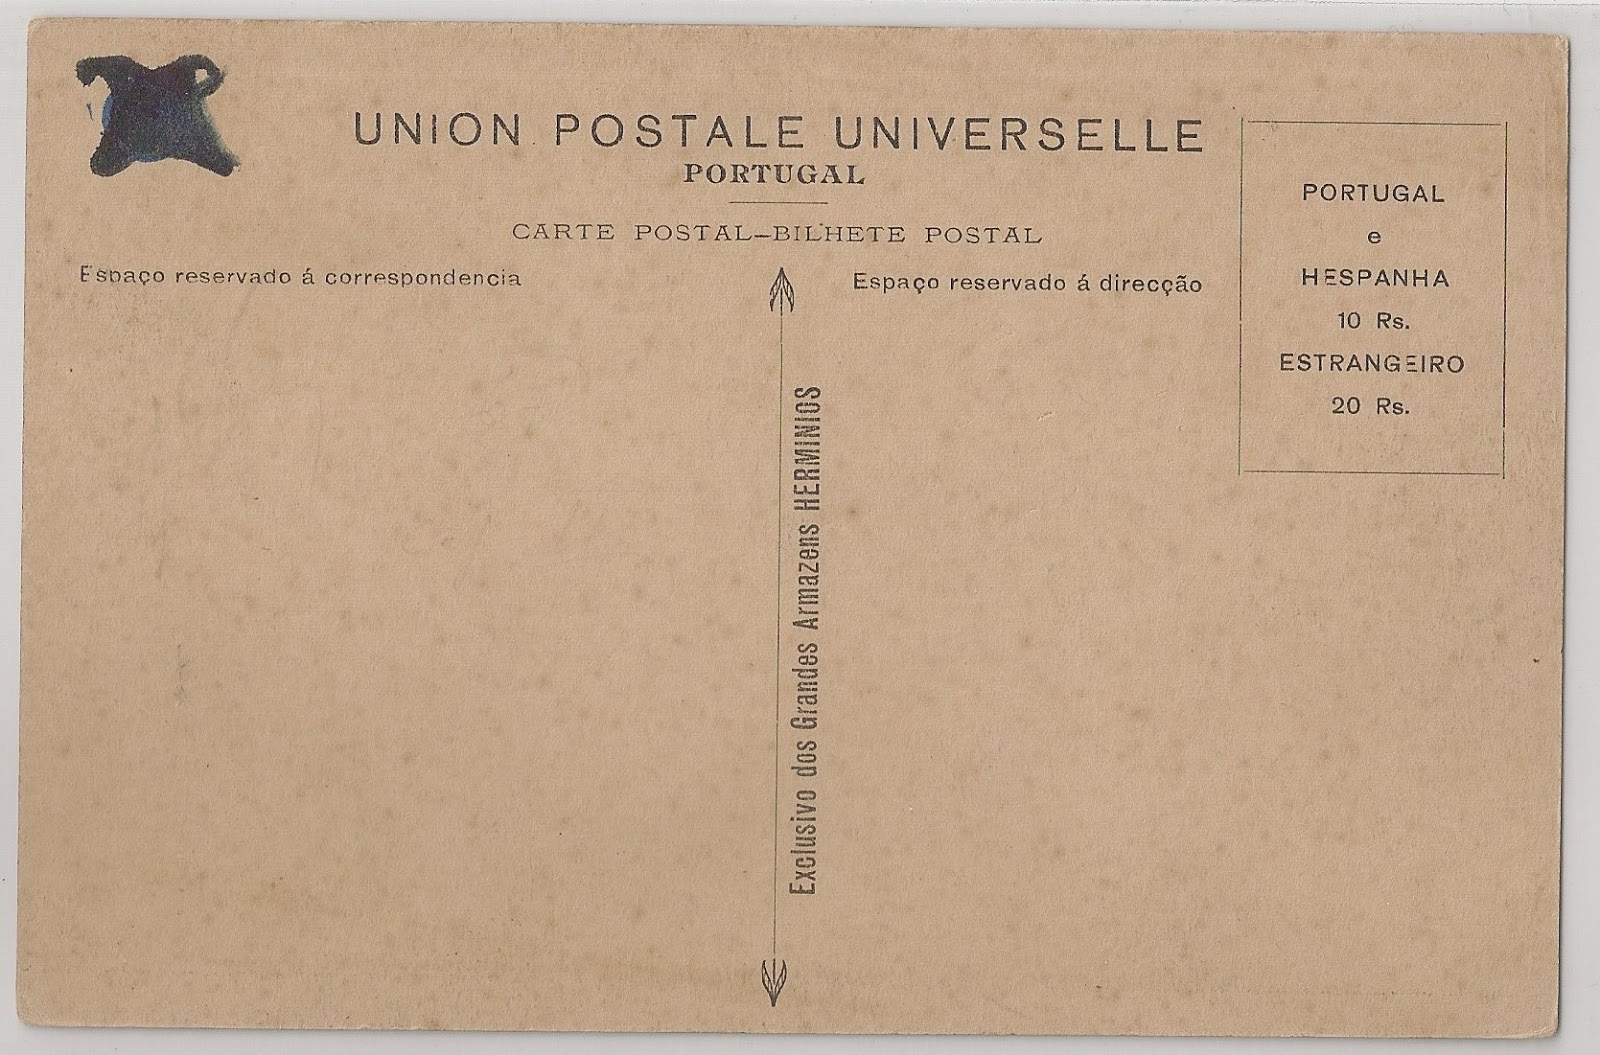 UNION POSTALE UNIVERSELLE
PORTUGAL
CARTE POSTAL–BILHETE POSTAL
Espaço reservado á correspondencia
Espaço reservado á direcção
PORTUGAL
e
HESPANHA
10 Rs.
ESTRANGEIRO
20 Rs.
Exclusivo dos Grandes Armazens HERMINIOS